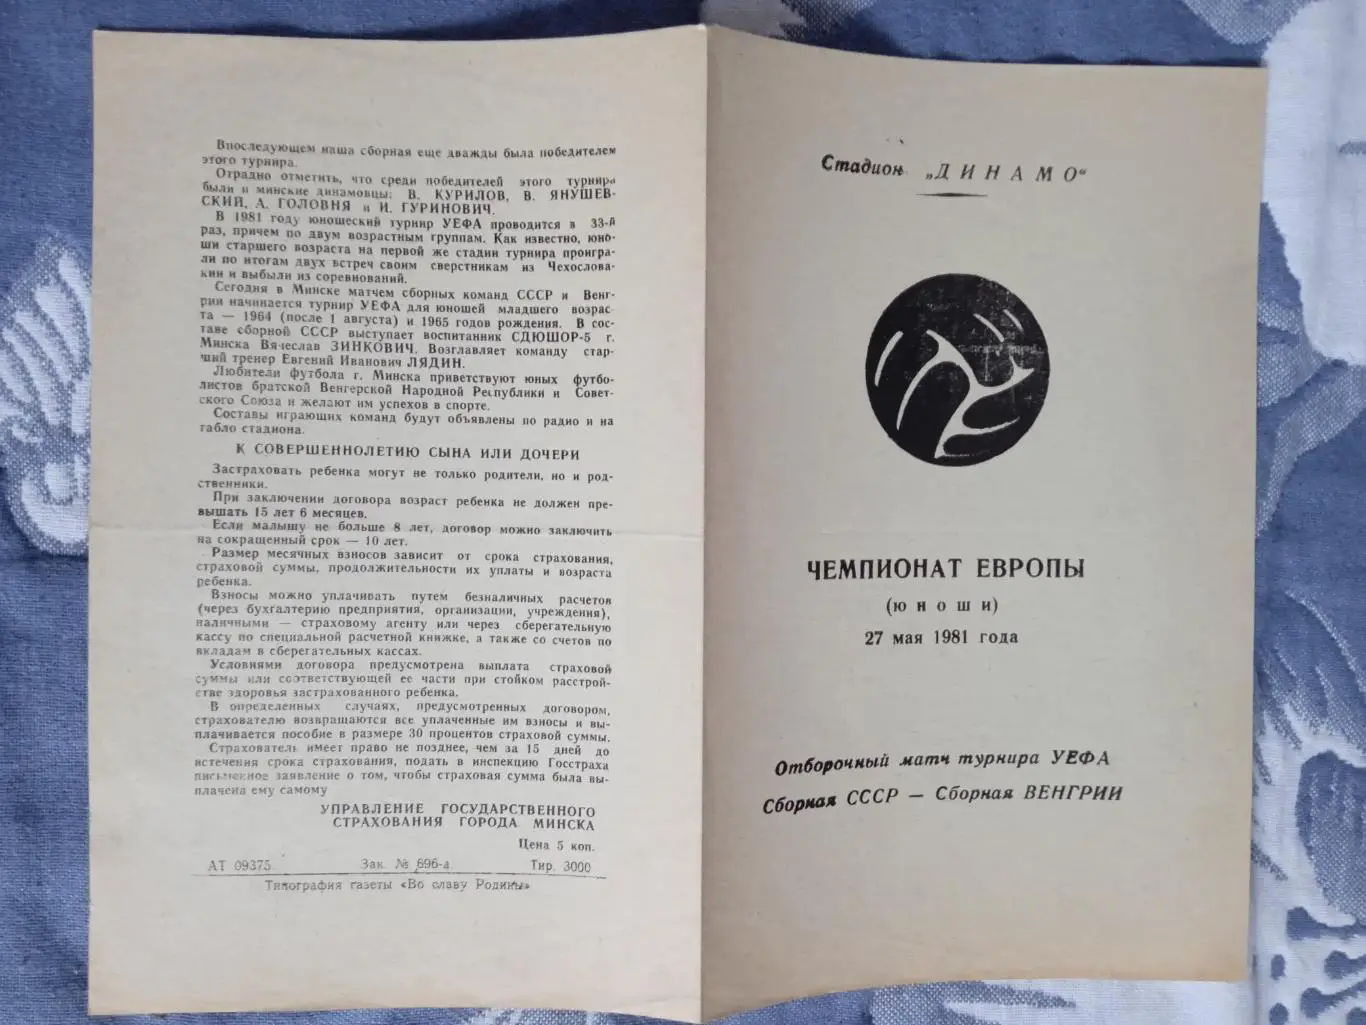 Впоследующем наша сборная еще дважды была победителем
этого турнира.
Отрадно отметить, что среди победителей этого турнира
были и минские динамовцы: В. КУРИЛОВ, В. ЯНУШЕВ-
СКИЙ, А. ГОЛОВНЯ и И. ГУРИНОВИЧ.
В 1981 году юношеский турнир УЕФА проводится в 33-й
раз, причем по двум возрастным группам. Как известно, юно-
ши старшего возраста на первой же стадии турнира проигра-
ли по итогам двух встреч своим сверстникам из Чехослова-
кии и выбыли из соревнований.
Сегодня в Минске матчем сборных команд СССР и Венг-
рии начинается турнир УЕФА для юношей младшего возрас-
та — 1964 (после 1 августа) и 1965 годов рождения. В сос-
таве сборной СССР выступает воспитанник СДЮШОР-5 г.
Минска Вячеслав ЗИНКОВИЧ. Возглавляет команду стар-
ший тренер Евгений Иванович ЛЯДИН.
Любители футбола г. Минска приветствуют юных футбо-
листов братской Венгерской Народной Республики и Совет-
ского Союза и желают им успехов в спорте.
Составы играющих команд будут объявлены по радио и на
табло стадиона.
К СОВЕРШЕННОЛЕТИЮ СЫНА ИЛИ ДОЧЕРИ
Застраховать ребенка могут не только родители, но и род-
ственники.
При заключении договора возраст ребенка не должен пре-
вышать 15 лет 6 месяцев.
Если малышу не больше 8 лет, договор можно заключить
на сокращенный срок — 10 лет.
Размер месячных взносов зависит от срока страхования,
страховой суммы, продолжительности их уплаты и возраста
ребенка.
Взносы можно уплачивать путем безналичных расчетов
(через бухгалтерию предприятия, организации, учреждения),
наличными — страховому агенту или через сберегательную
кассу по специальной расчетной книжке, а также со счетов по
вкладам в сберегательных кассах.
Условиями договора предусмотрена выплата страховой
суммы или соответствующей ее части при стойком расстрой-
стве здоровья застрахованного ребенка.
В определенных случаях, предусмотренных договором,
страхователю возвращаются все уплаченные им взносы и вы-
плачивается пособие в размере 30 процентов страховой суммы.
Страхователь имеет право не позднее, чем за 15 дней до
истечения срока страхования, подать в инспекцию Госстраха
письменное заявление о том, чтобы страховая сумма была вы-
плачена ему самому
УПРАВЛЕНИЕ ГОСУДАРСТВЕННОГО
СТРАХОВАНИЯ ГОРОДА МИНСКА
Цена 5 коп.
АТ 09375 Зак. № 696-д Тир. 3000
Типография газеты «Во славу Родины»
Стадион „ДИНАМО“
ЧЕМПИОНАТ ЕВРОПЫ
(юноши)
27 мая 1981 года
Отборочный матч турнира УЕФА
Сборная СССР — Сборная ВЕНГРИИ